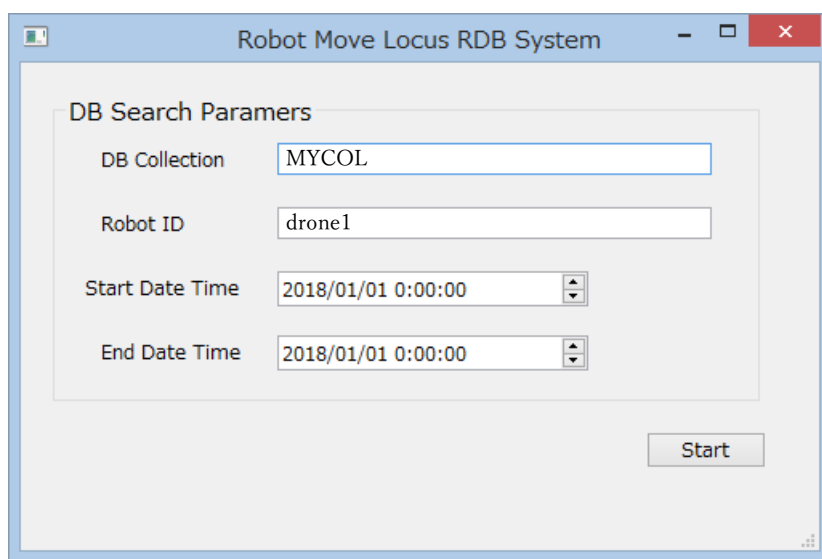 Robot Move Locus RDB System
DB Search Paramers
DB Collection MYCOL
Robot ID drone1
Start Date Time 2018/01/01 0:00:00
End Date Time 2018/01/01 0:00:00
Start